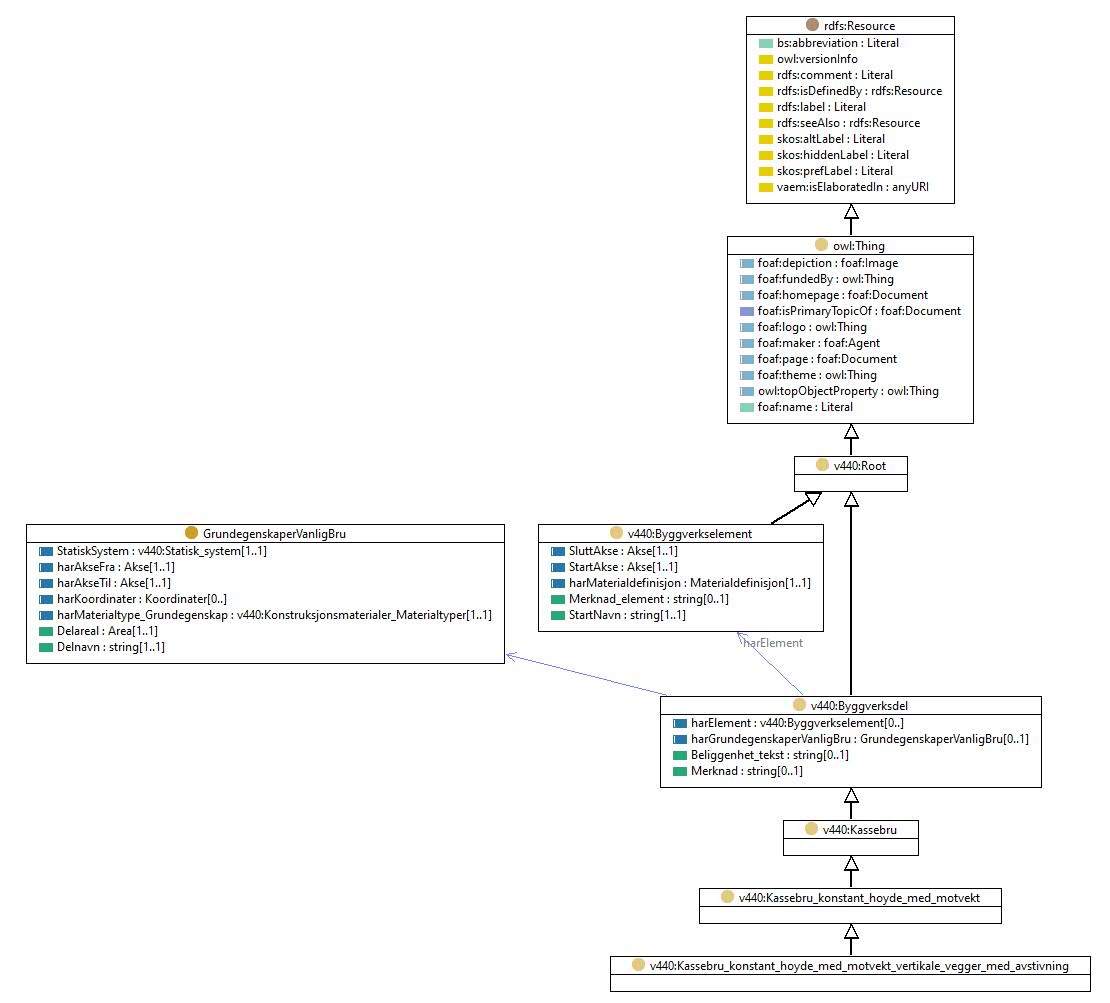 rdfs:Resource
bs:abbreviation : Literal
owl:versionInfo
rdfs:comment : Literal
rdfs:isDefinedBy : rdfs:Resource
rdfs:label : Literal
rdfs:seeAlso : rdfs:Resource
skos:altLabel : Literal
skos:hiddenLabel : Literal
skos:prefLabel : Literal
vaem:isElaboratedIn : anyURI
owl:Thing
foaf:depiction : foaf:Image
foaf:fundedBy : owl:Thing
foaf:homepage : foaf:Document
foaf:isPrimaryTopicOf : foaf:Document
foaf:logo : owl:Thing
foaf:maker : foaf:Agent
foaf:page : foaf:Document
foaf:theme : owl:Thing
owl:topObjectProperty : owl:Thing
foaf:name : Literal
v440:Root
GrundegenskaperVanligBru
StatiskSystem : v440:Statisk_system[1..1]
harAkseFra : Akse[1..1]
harAkseTil : Akse[1..1]
harKoordinater : Koordinater[0..]
harMaterialtype_Grundegenskap : v440:Konstruksjonsmaterialer_Materialtyper[1..1]
Delareal : Area[1..1]
Delnavn : string[1..1]
v440:Byggverkselement
SluttAkse : Akse[1..1]
StartAkse : Akse[1..1]
harMaterialdefinisjon : Materialdefinisjon[1..1]
Merknad_element : string[0..1]
StartNavn : string[1..1]
harElement
v440:Byggverksdel
harElement : v440:Byggverkselement[0..]
harGrundegenskaperVanligBru : GrundegenskaperVanligBru[0..1]
Beliggenhet_tekst : string[0..1]
Merknad : string[0..1]
v440:Kassebru
v440:Kassebru_konstant_hoyde_med_motvekt
v440:Kassebru_konstant_hoyde_med_motvekt_vertikale_vegger_med_avstivning